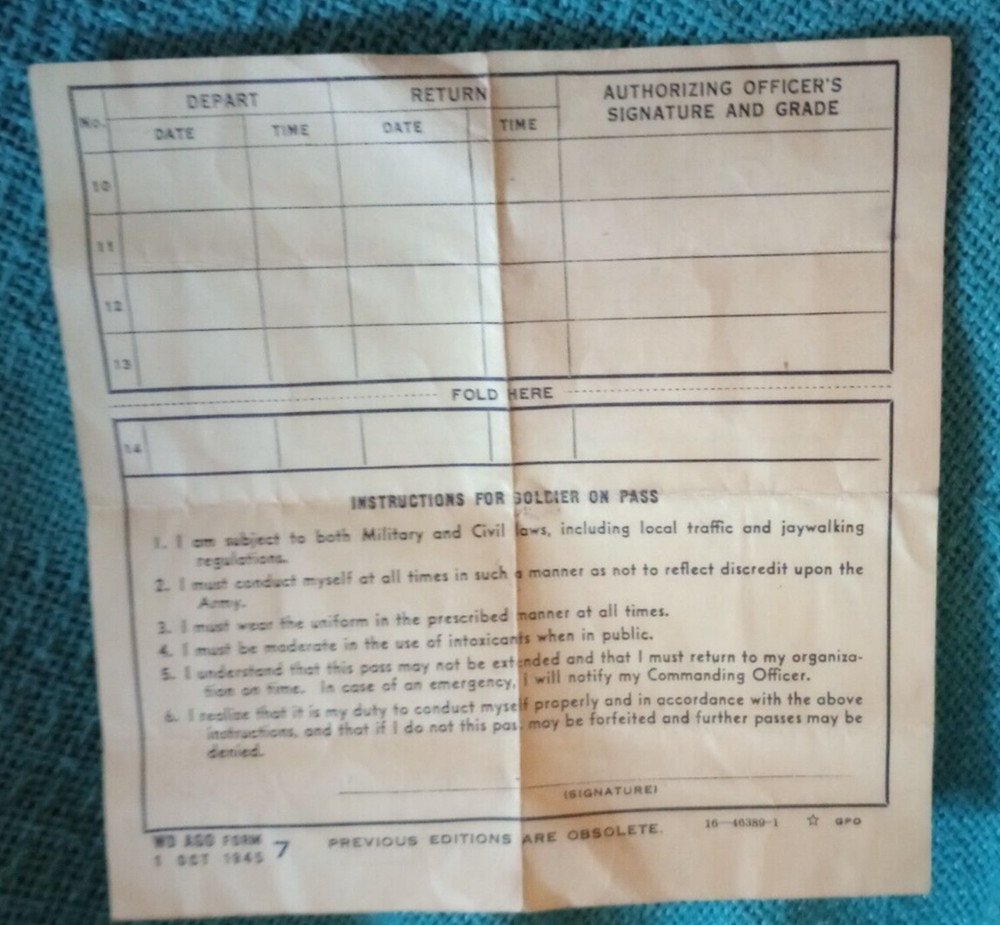 No. DEPART RETURN AUTHORIZING OFFICER'S
SIGNATURE AND GRADE
DATE TIME DATE TIME
10
11
12
13
FOLD HERE
14
INSTRUCTIONS FOR SOLDIER ON PASS
1. I am subject to both Military and Civil laws, including local traffic and jaywalking
regulations.
2. I must conduct myself at all times in such a manner as not to reflect discredit upon the
Army.
3. I must wear the uniform in the prescribed manner at all times.
4. I must be moderate in the use of intoxicants when in public.
5. I understand that this pass may not be extended and that I must return to my organiza-
tion on time. In case of an emergency, I will notify my Commanding Officer.
6. I realize that it is my duty to conduct myself properly and in accordance with the above
instructions, and that if I do not this pass may be forfeited and further passes may be
denied.
(SIGNATURE)
WD AGO FORM 7 PREVIOUS EDITIONS ARE OBSOLETE. 16—46389-1 ☆ GPO
1 OCT 1945